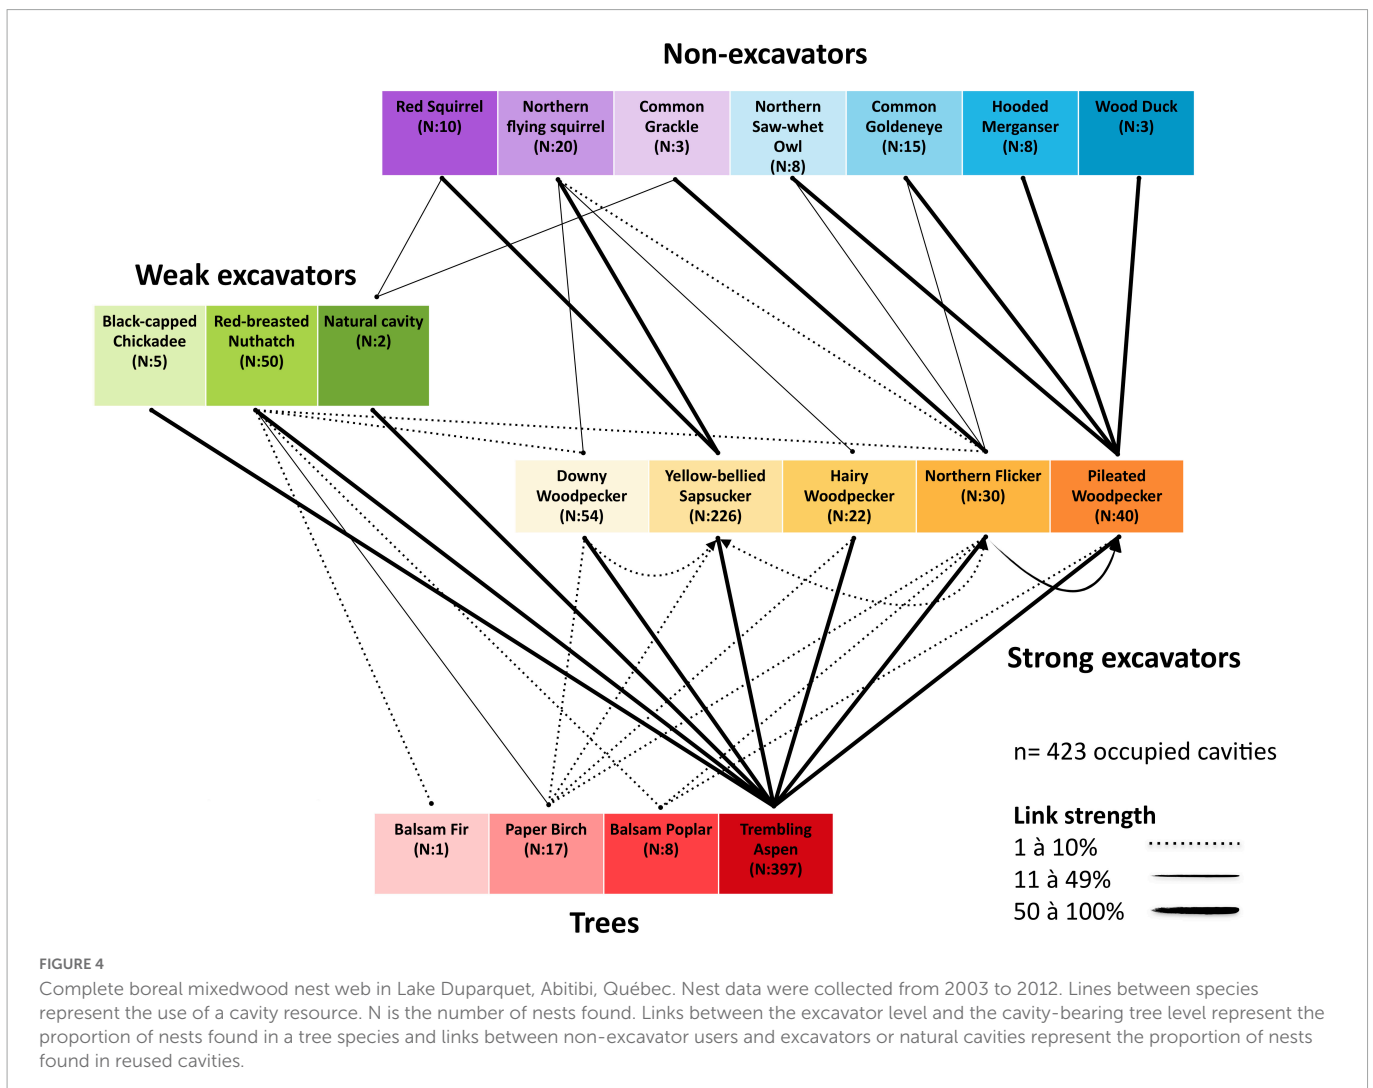 Non-excavators
Red Squirrel
(N:10)
Northern
flying squirrel
(N:20)
Common
Grackle
(N:3)
Northern
Saw-whet
Owl
(N:8)
Common
Goldeneye
(N:15)
Hooded
Merganser
(N:8)
Wood Duck
(N:3)
Weak excavators
Black-capped
Chickadee
(N:5)
Red-breasted
Nuthatch
(N:50)
Natural cavity
(N:2)
Downy
Woodpecker
(N:54)
Yellow-bellied
Sapsucker
(N:226)
Hairy
Woodpecker
(N:22)
Northern Flicker
(N:30)
Pileated
Woodpecker
(N:40)
Strong excavators
n= 423 occupied cavities
Link strength
1 à 10%
11 à 49%
50 à 100%
Balsam Fir
(N:1)
Paper Birch
(N:17)
Balsam Poplar
(N:8)
Trembling
Aspen
(N:397)
Trees
FIGURE 4
Complete boreal mixedwood nest web in Lake Duparquet, Abitibi, Québec. Nest data were collected from 2003 to 2012. Lines between species
represent the use of a cavity resource. N is the number of nests found. Links between the excavator level and the cavity-bearing tree level represent the
proportion of nests found in a tree species and links between non-excavator users and excavators or natural cavities represent the proportion of nests
found in reused cavities.